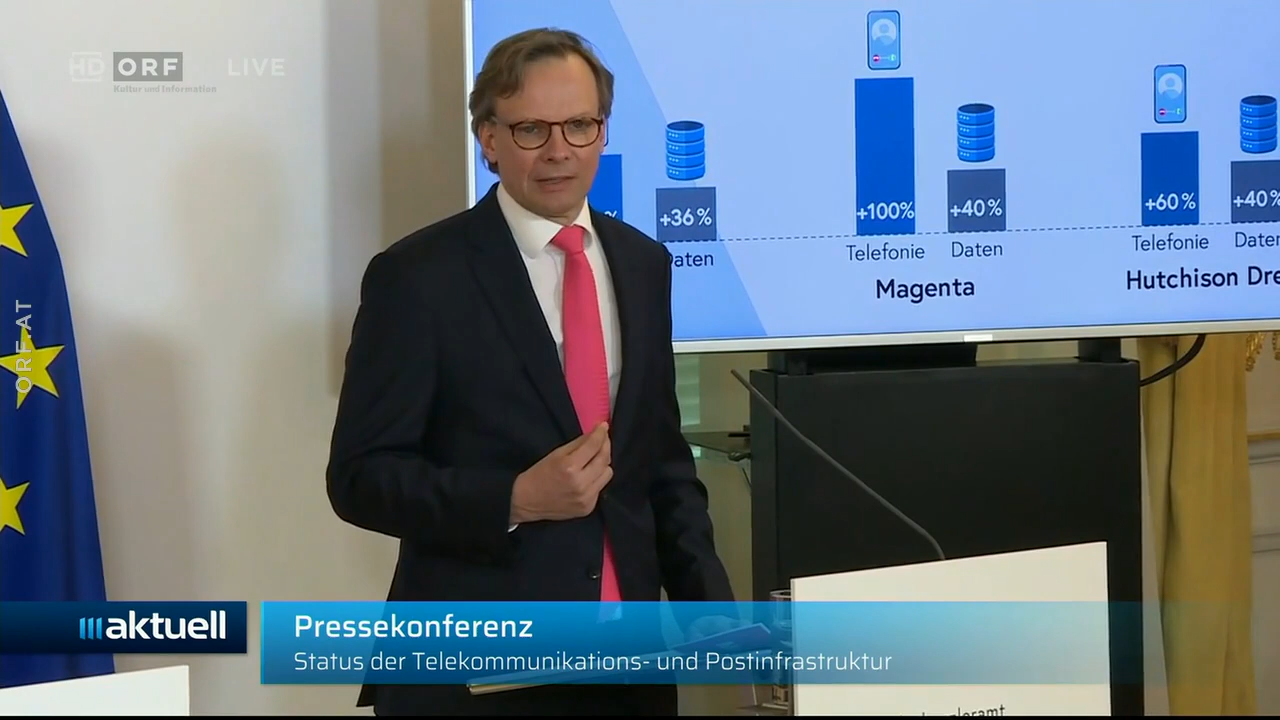 HD ORF LIVE
Kultur und Information
ORF.AT
%
+36 %
+100%
+40 %
+60 %
+40%
Daten
Telefonie
Daten
Telefonie
Daten
Magenta
Hutchison Dre
aktuell
Pressekonferenz
Status der Telekommunikations- und Postinfrastruktur